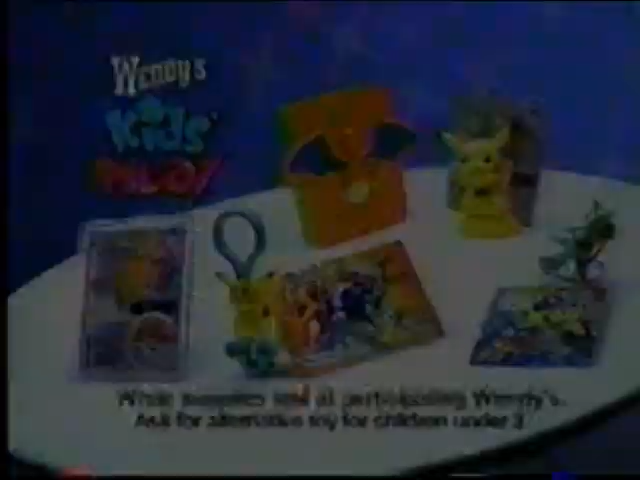 Wendy's
Kids'
MEAL
While supplies last at participating Wendy's.
Ask for alternative toy for children under 3